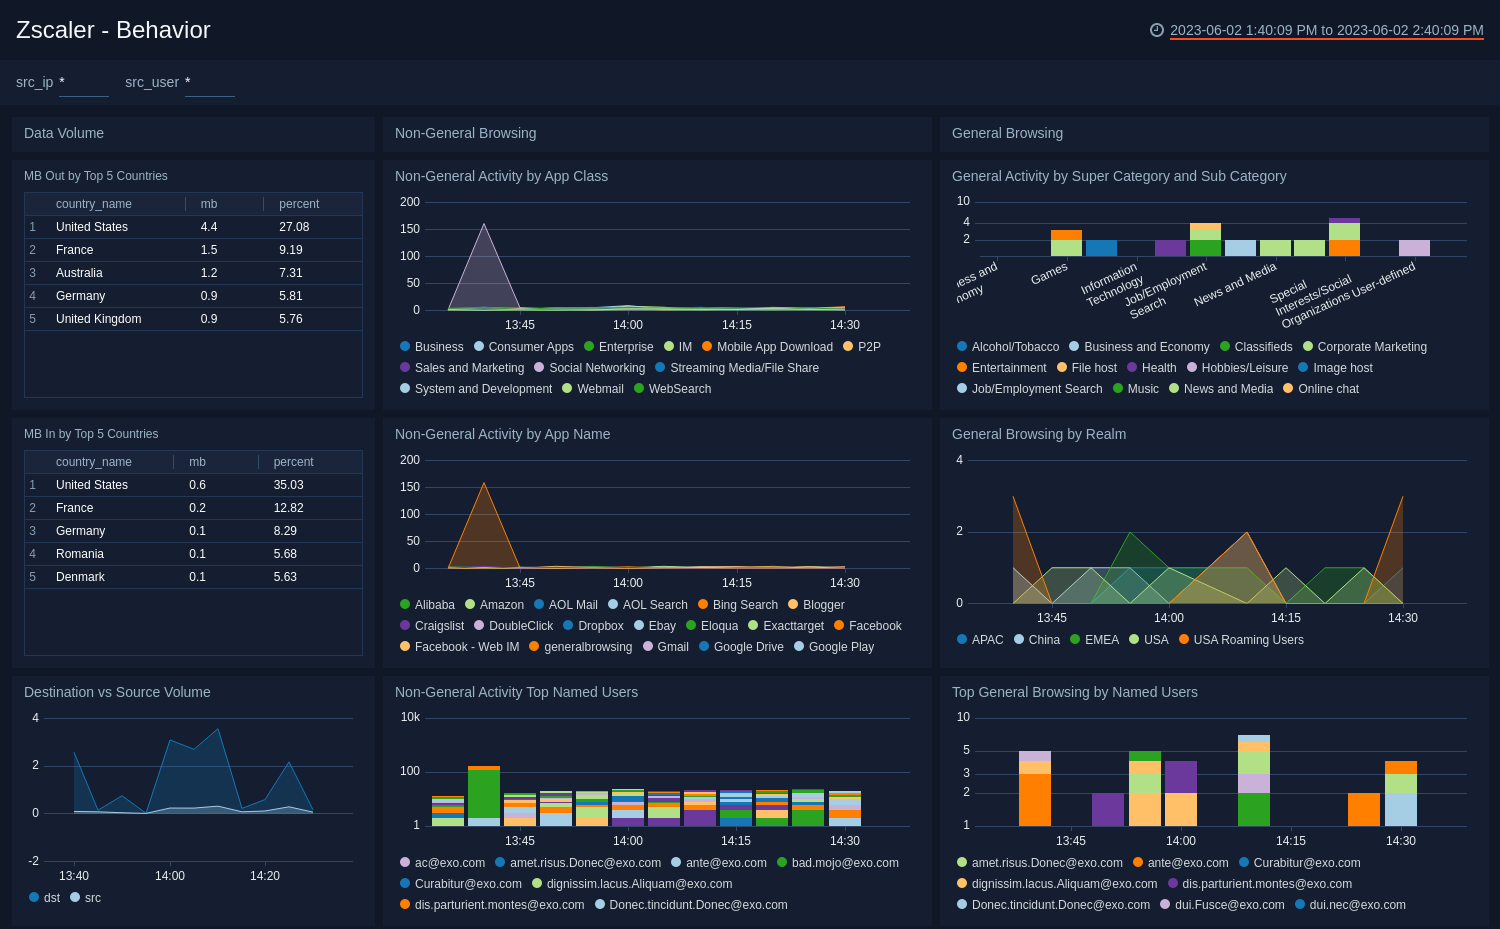 Zscaler - Behavior
2023-06-02 1:40:09 PM to 2023-06-02 2:40:09 PM
src_ip * src_user *
Data Volume
MB Out by Top 5 Countries
country_name mb percent
1 United States 4.4 27.08
2 France 1.5 9.19
3 Australia 1.2 7.31
4 Germany 0.9 5.81
5 United Kingdom 0.9 5.76
MB In by Top 5 Countries
country_name mb percent
1 United States 0.6 35.03
2 France 0.2 12.82
3 Germany 0.1 8.29
4 Romania 0.1 5.68
5 Denmark 0.1 5.63
Destination vs Source Volume
4
2
0
-2
13:40 14:00 14:20
dst src
Non-General Browsing
Non-General Activity by App Class
200
150
100
50
0
13:45 14:00 14:15 14:30
Business Consumer Apps Enterprise IM Mobile App Download P2P
Sales and Marketing Social Networking Streaming Media/File Share
System and Development Webmail WebSearch
Non-General Activity by App Name
200
150
100
50
0
13:45 14:00 14:15 14:30
Alibaba Amazon AOL Mail AOL Search Bing Search Blogger
Craigslist DoubleClick Dropbox Ebay Eloqua Exacttarget Facebook
Facebook - Web IM generalbrowsing Gmail Google Drive Google Play
Non-General Activity Top Named Users
10k
100
1
13:45 14:00 14:15 14:30
ac@exo.com amet.risus.Donec@exo.com ante@exo.com bad.mojo@exo.com
Curabitur@exo.com dignissim.lacus.Aliquam@exo.com
dis.parturient.montes@exo.com Donec.tincidunt.Donec@exo.com
General Browsing
General Activity by Super Category and Sub Category
10
4
2
ness and
nomy
Games
Information
Technology
Job/Employment
Search
News and Media
Special
Interests/Social
Organizations
User-defined
Alcohol/Tobacco Business and Economy Classifieds Corporate Marketing
Entertainment File host Health Hobbies/Leisure Image host
Job/Employment Search Music News and Media Online chat
General Browsing by Realm
4
2
0
13:45 14:00 14:15 14:30
APAC China EMEA USA USA Roaming Users
Top General Browsing by Named Users
10
5
3
2
1
13:45 14:00 14:15 14:30
amet.risus.Donec@exo.com ante@exo.com Curabitur@exo.com
dignissim.lacus.Aliquam@exo.com dis.parturient.montes@exo.com
Donec.tincidunt.Donec@exo.com dui.Fusce@exo.com dui.nec@exo.com